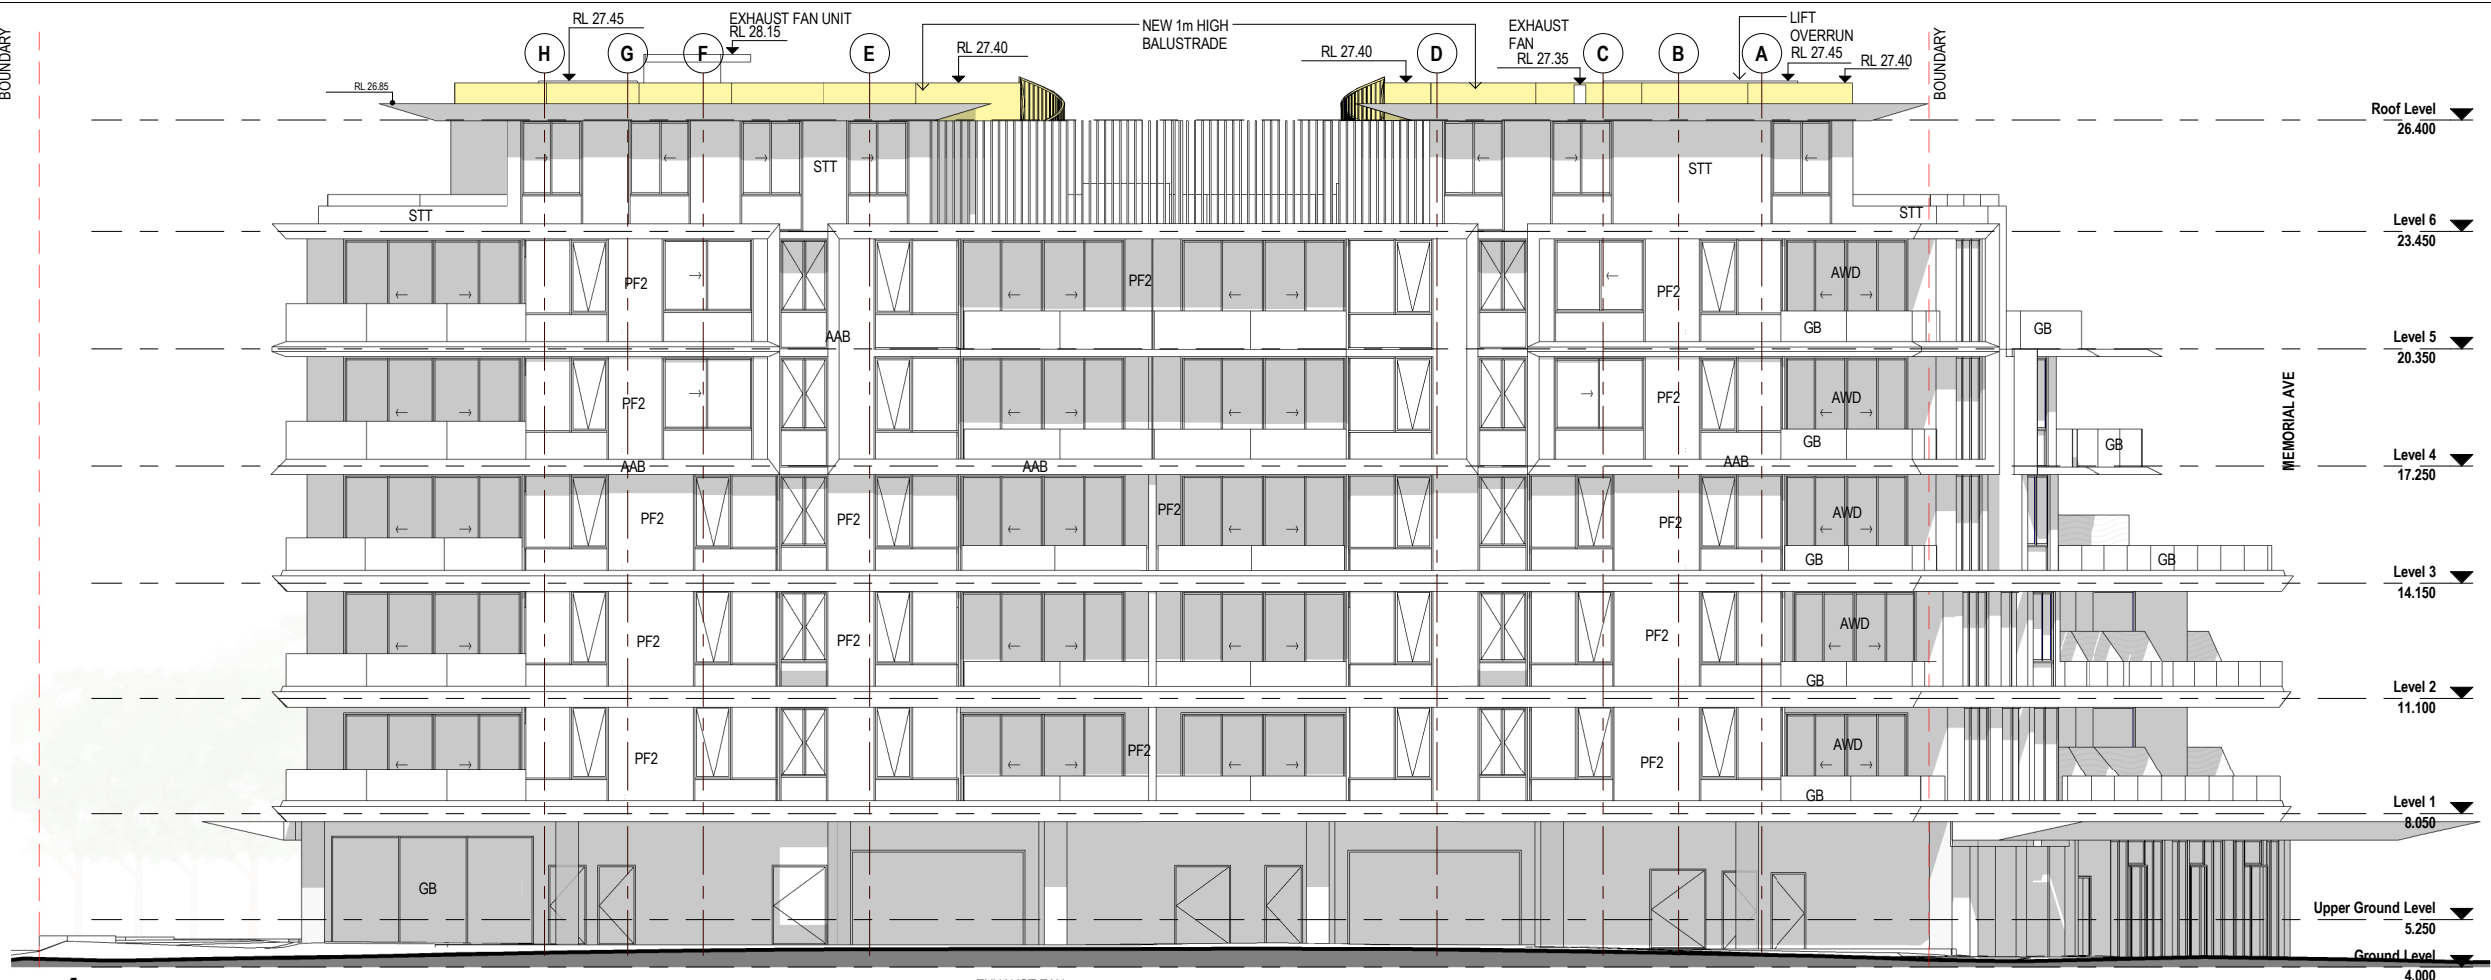 BOUNDARY
RL 27.45
EXHAUST FAN UNIT
RL 28.15
NEW 1m HIGH
BALUSTRADE
EXHAUST
FAN
RL 27.35
LIFT
OVERRUN
RL 27.45
RL 27.40
BOUNDARY
H
G
F
E
RL 27.40
RL 27.40
D
C
B
A
RL 26.85
Roof Level
26.400
STT
STT
STT
STT
Level 6
23.450
PF2
PF2
PF2
AWD
GB
GB
AAB
Level 5
20.350
PF2
PF2
AWD
GB
GB
MEMORIAL AVE
AAB
AAB
AAB
Level 4
17.250
PF2
PF2
PF2
PF2
AWD
GB
GB
Level 3
14.150
PF2
PF2
PF2
AWD
GB
Level 2
11.100
PF2
PF2
PF2
AWD
GB
Level 1
8.050
GB
Upper Ground Level
5.250
Ground Level
4.000